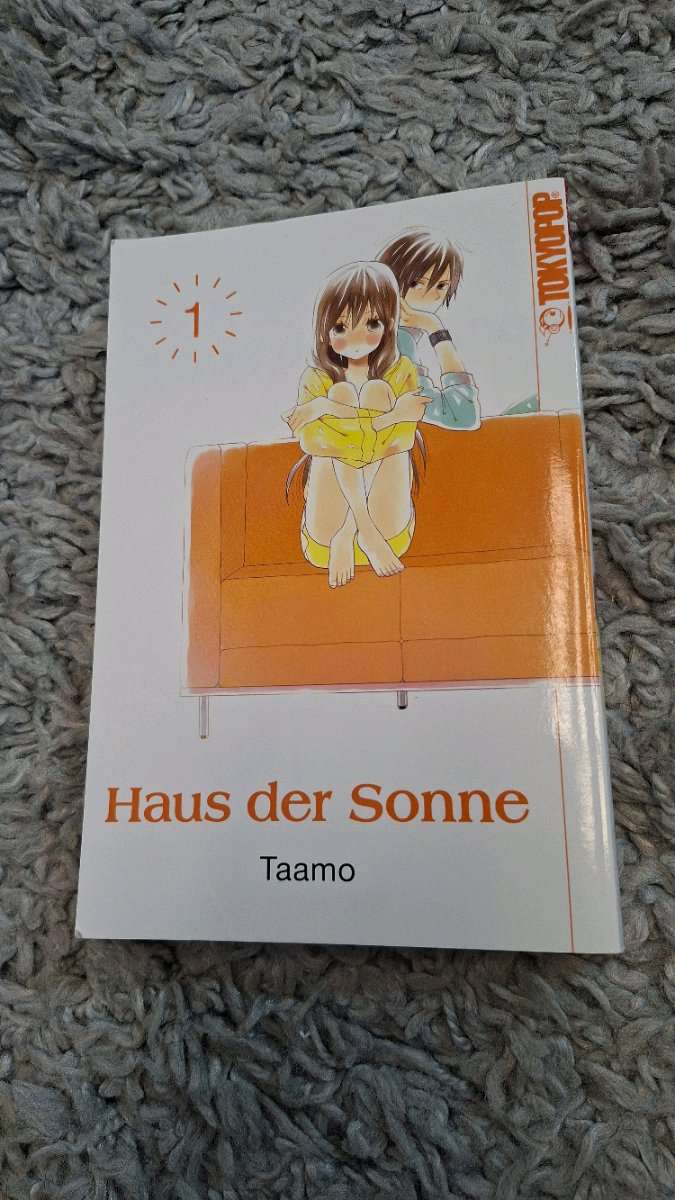 TOKYOPOP®
1
Haus der Sonne
Taamo